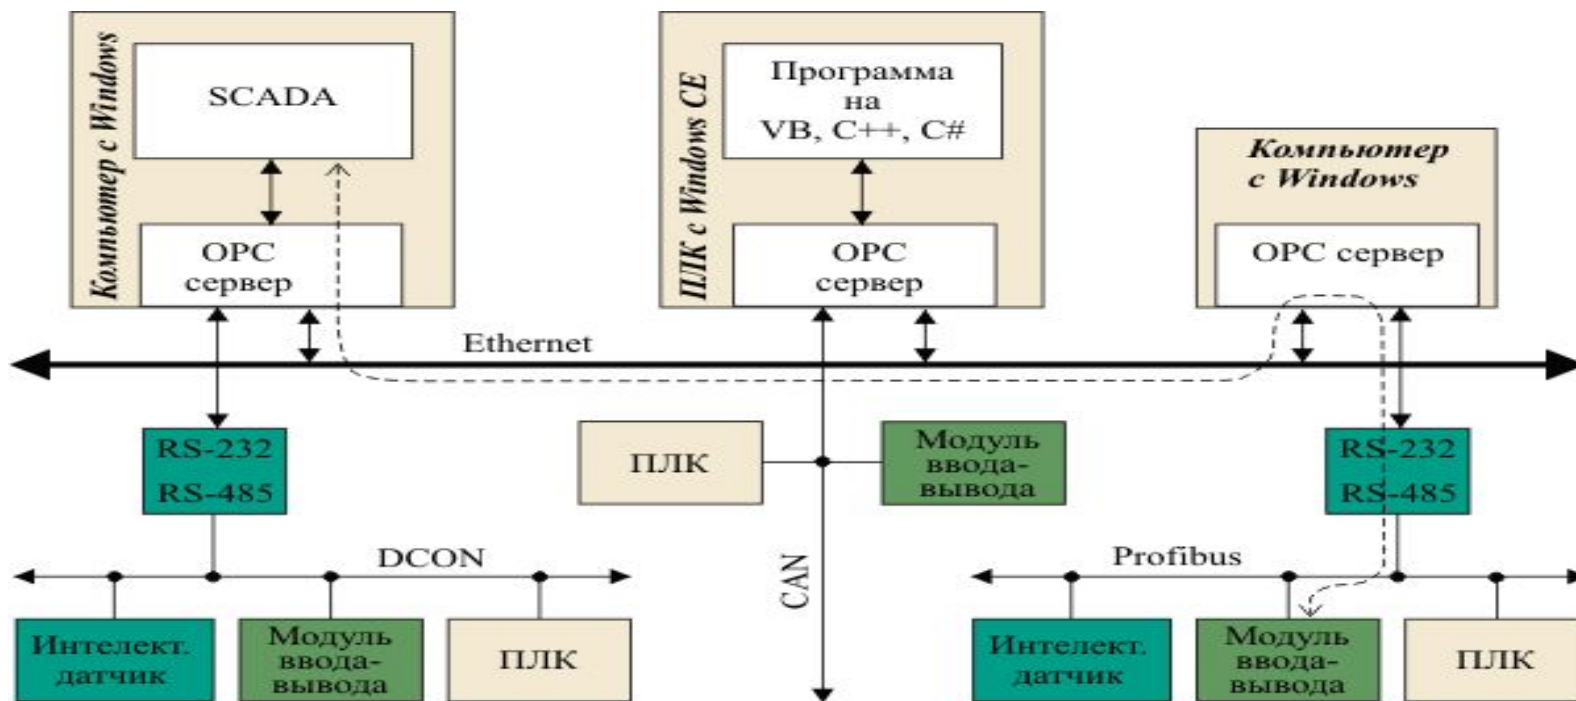 Компьютер с Windows
SCADA
OPC
сервер
ПЛК с Windows CE
Программа
на
VB, C++, C#
OPC
сервер
Компьютер
с Windows
OPC сервер
Ethernet
RS-232
RS-485
ПЛК
Модуль
ввода-
вывода
RS-232
RS-485
DCON
CAN
Profibus
Интелект.
датчик
Модуль
ввода-
вывода
ПЛК
Интелект.
датчик
Модуль
ввода-
вывода
ПЛК